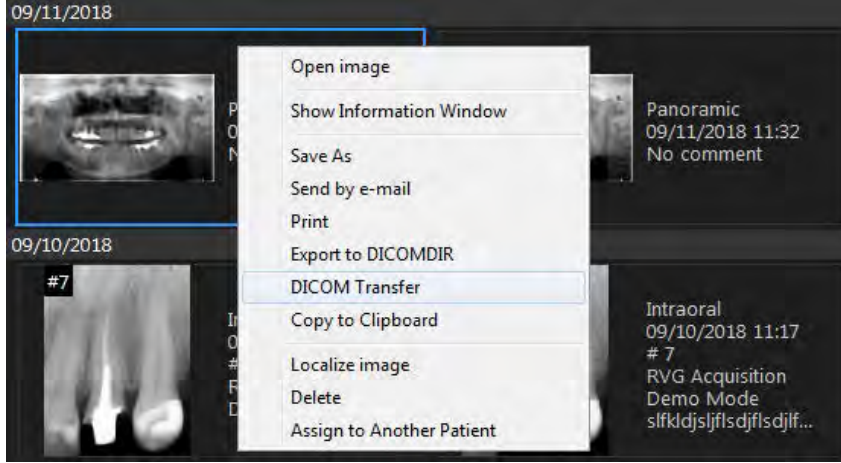 09/11/2018
Open image
Show Information Window
Save As
Send by e-mail
Print
Export to DICOMDIR
DICOM Transfer
Copy to Clipboard
Localize image
Delete
Assign to Another Patient
Panoramic
09/11/2018 11:32
No comment
09/10/2018
#7
Intraoral
09/10/2018 11:17
# 7
RVG Acquisition
Demo Mode
slfkldjsljflsdjflsdjlf...